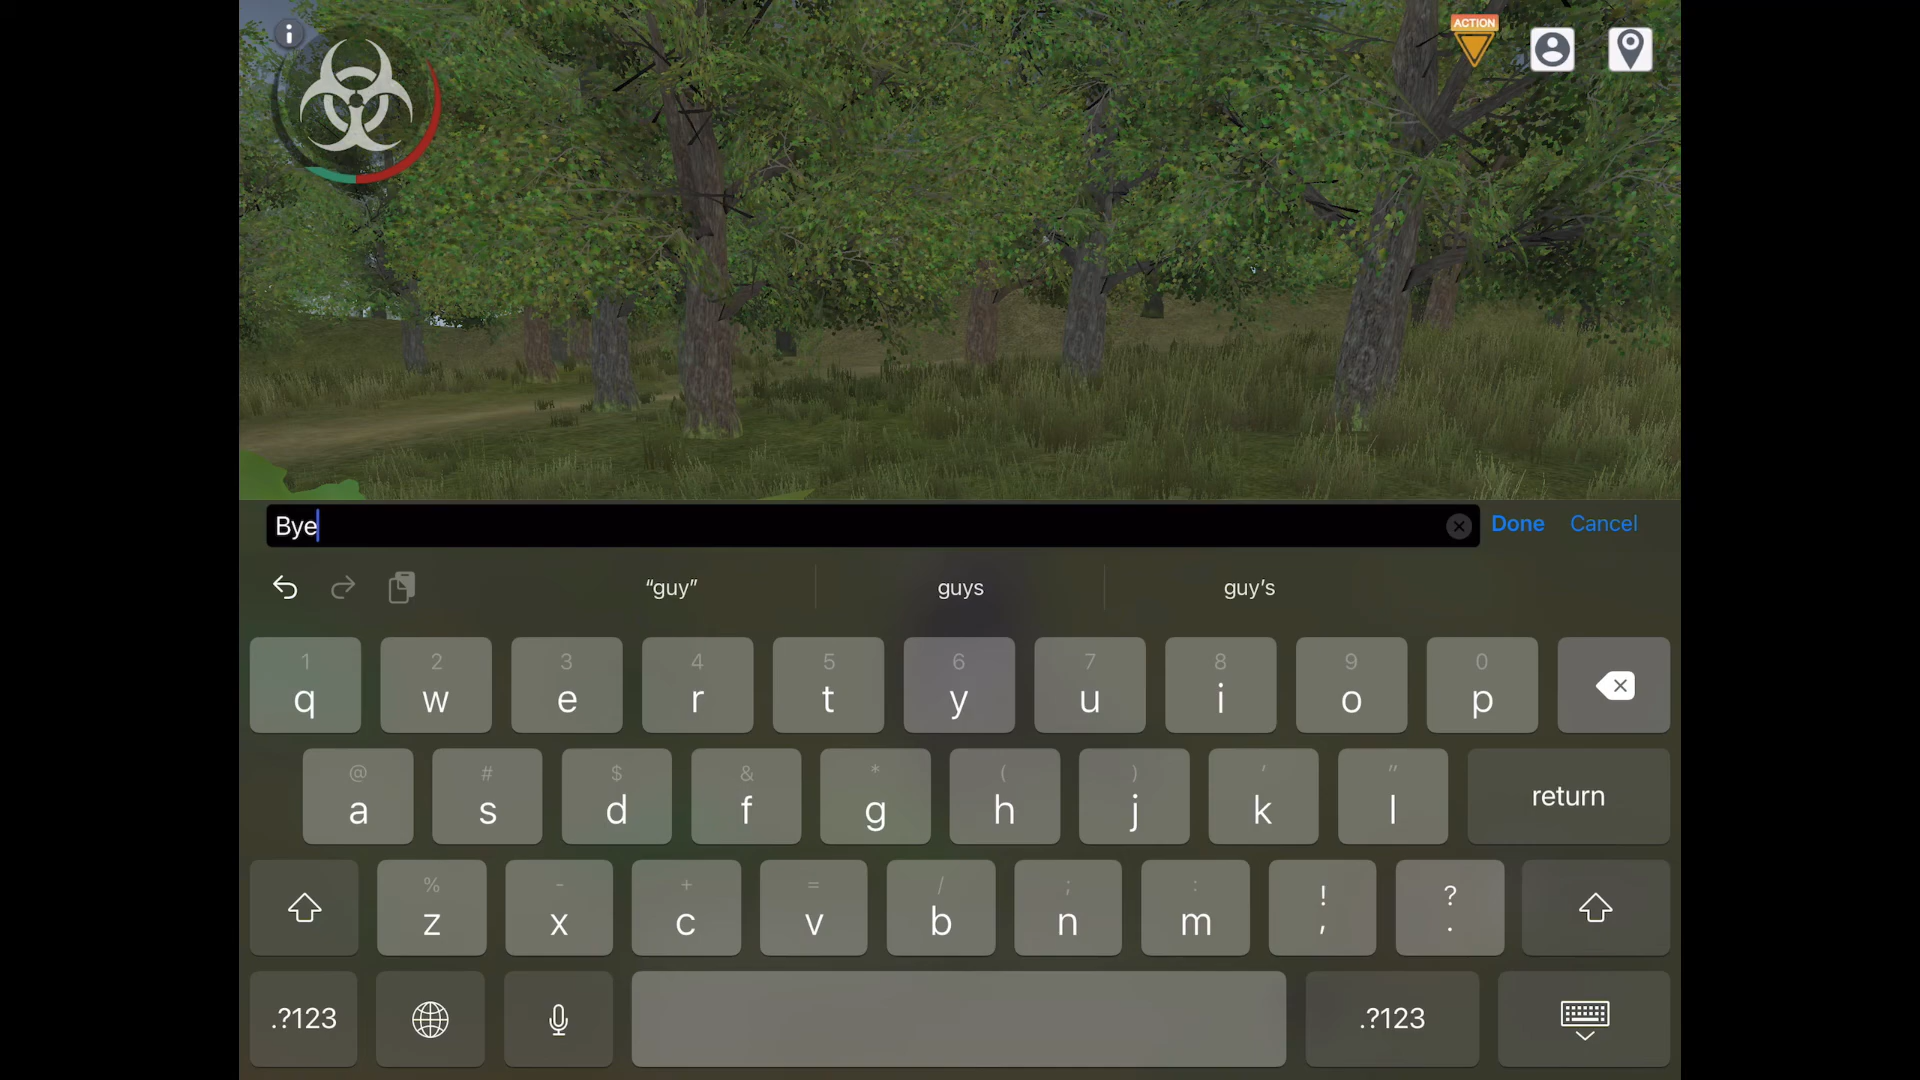 i
ACTION
Bye
Done Cancel
“guy” guys guy’s
1 2 3 4 5 6 7 8 9 0
q w e r t y u i o p
@ # $ & * ( ) ' "
a s d f g h j k l return
% - + = / ; : ! ?
z x c v b n m , .
.?123 .?123